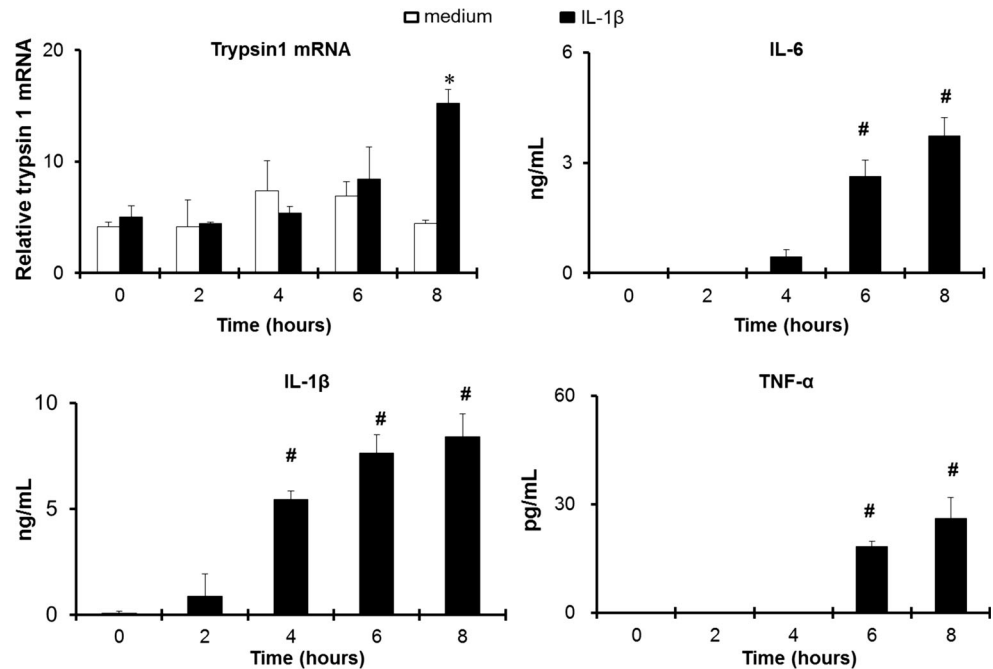 medium IL-1β
Trypsin1 mRNA
Relative trypsin 1 mRNA
20
10
0
*
0 2 4 6 8
Time (hours)
IL-6
ng/mL
6
3
0
# #
0 2 4 6 8
Time (hours)
IL-1β
ng/mL
10
5
0
# # #
0 2 4 6 8
Time (hours)
TNF-α
pg/mL
60
30
0
# #
0 2 4 6 8
Time (hours)